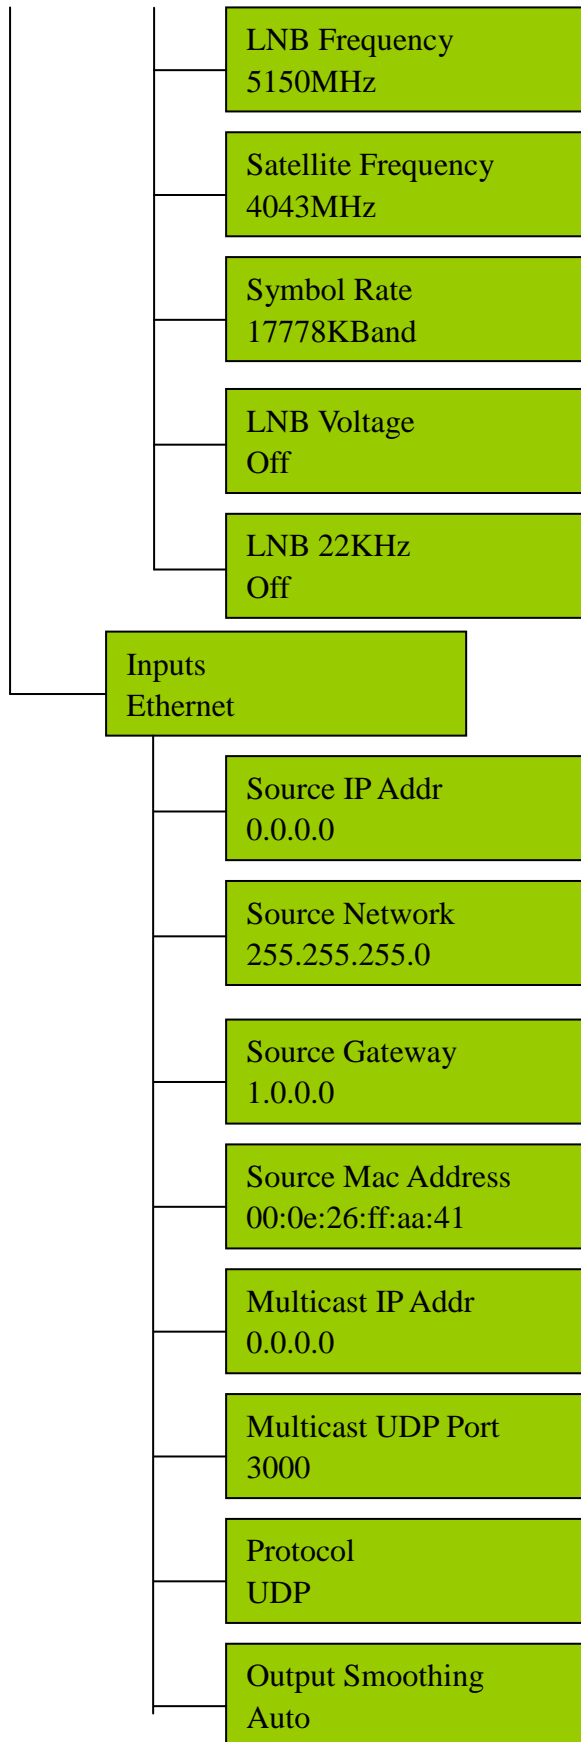 LNB Frequency
5150MHz
Satellite Frequency
4043MHz
Symbol Rate
17778KBand
LNB Voltage
Off
LNB 22KHz
Off
Inputs
Ethernet
Source IP Addr
0.0.0.0
Source Network
255.255.255.0
Source Gateway
1.0.0.0
Source Mac Address
00:0e:26:ff:aa:41
Multicast IP Addr
0.0.0.0
Multicast UDP Port
3000
Protocol
UDP
Output Smoothing
Auto